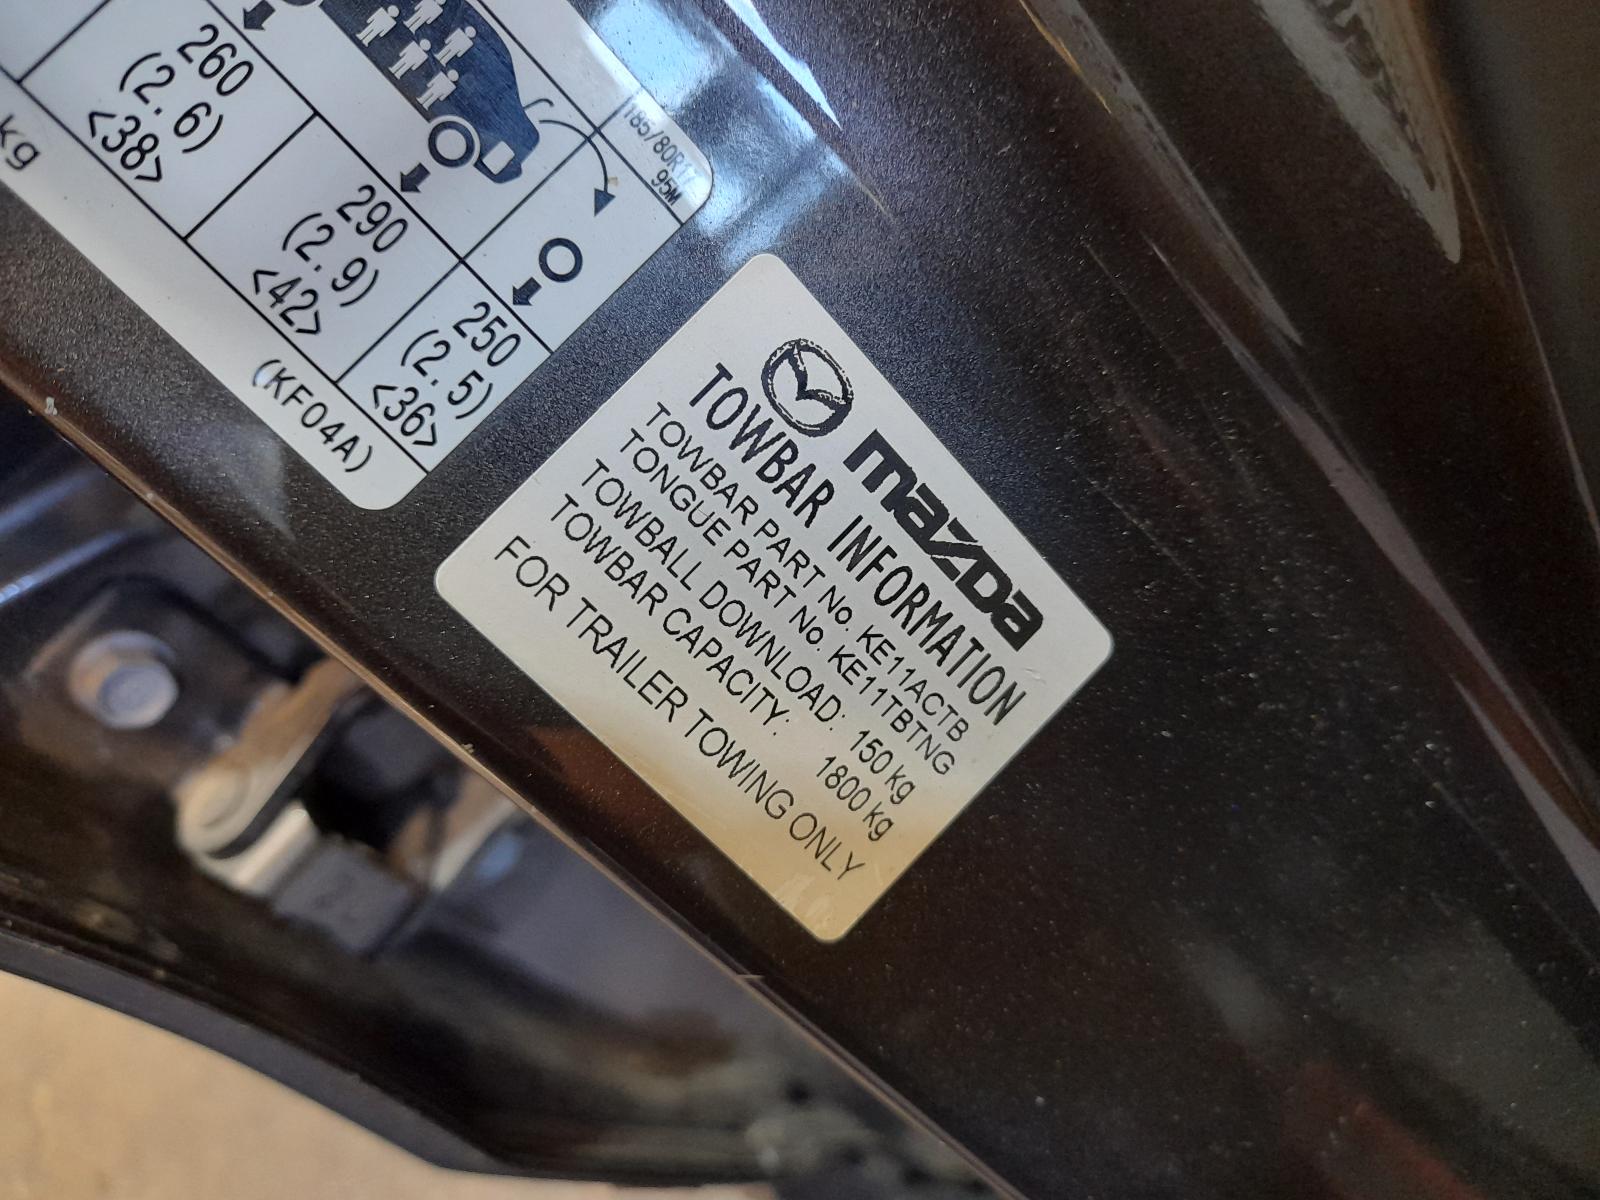 260
(2.6)
<38>
kg
290
(2.9)
<42>
250
(2.5)
<36>
(KF04A)
95M
mazda
TOWBAR INFORMATION
TOWBAR PART No. KE11ACTB
TONGUE PART No. KE11TBTNG
TOWBALL DOWNLOAD: 150 kg
TOWBAR CAPACITY: 1800 kg
FOR TRAILER TOWING ONLY